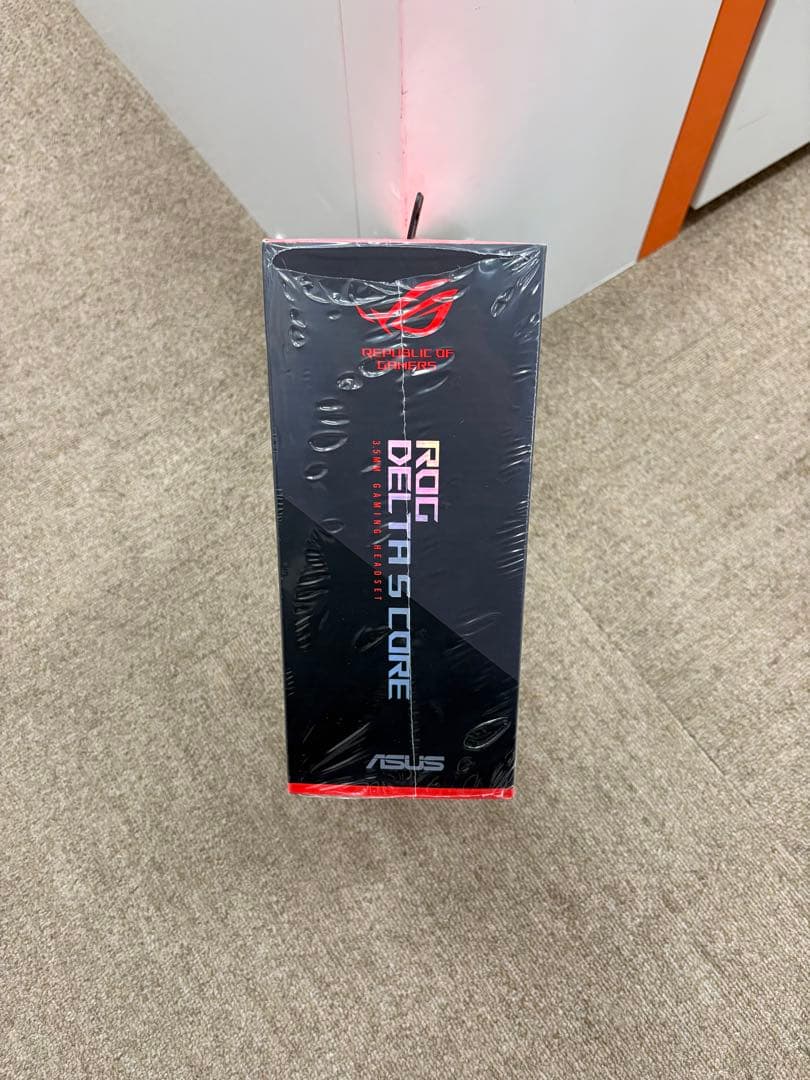 REPUBLIC OF
GAMERS
ROG
DELTA S CORE
3.5MM GAMING HEADSET
ASUS